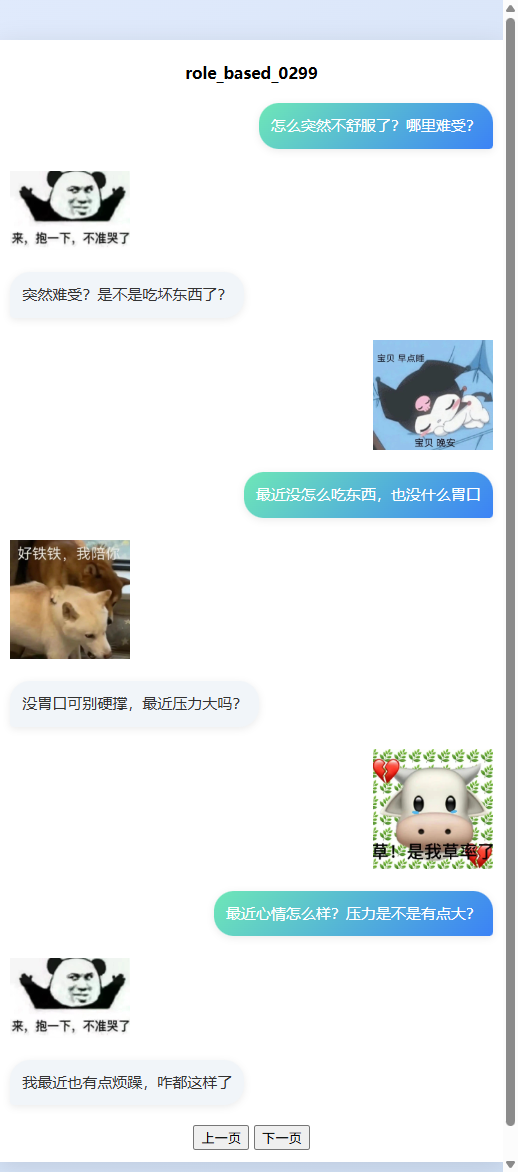 role_based_0299
怎么突然不舒服了？哪里难受？
来，抱一下，不准哭了
突然难受？是不是吃坏东西了？
宝贝 早点睡
宝贝 晚安
最近没怎么吃东西，也没什么胃口
好铁铁，我陪你
没胃口可别硬撑，最近压力大吗？
草！是我草率了
最近心情怎么样？压力是不是有点大？
来，抱一下，不准哭了
我最近也有点烦躁，咋都这样了
上一页 下一页